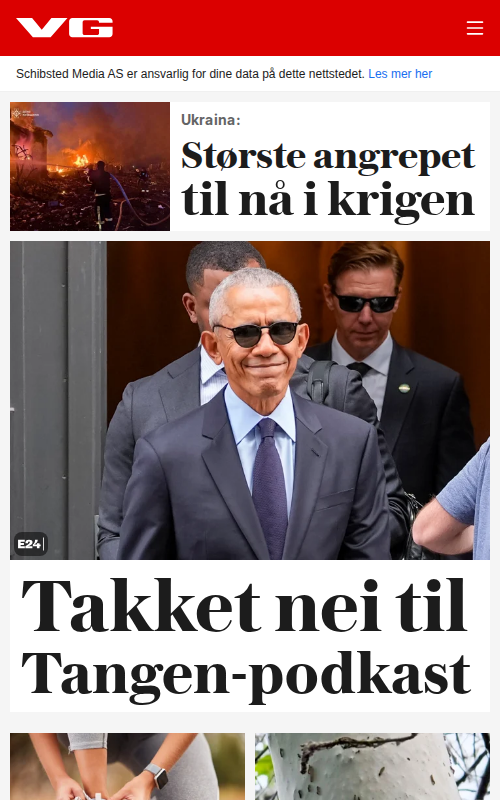 VG
Schibsted Media AS er ansvarlig for dine data på dette nettstedet. Les mer her
Ukraina:
Største angrepet
til nå i krigen
E24
Takket nei til
Tangen-podkast